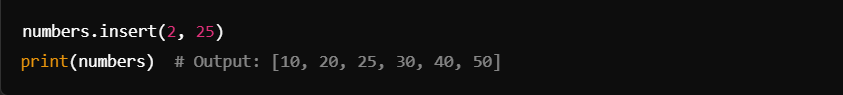 numbers.insert(2, 25)
print(numbers)  # Output: [10, 20, 25, 30, 40, 50]